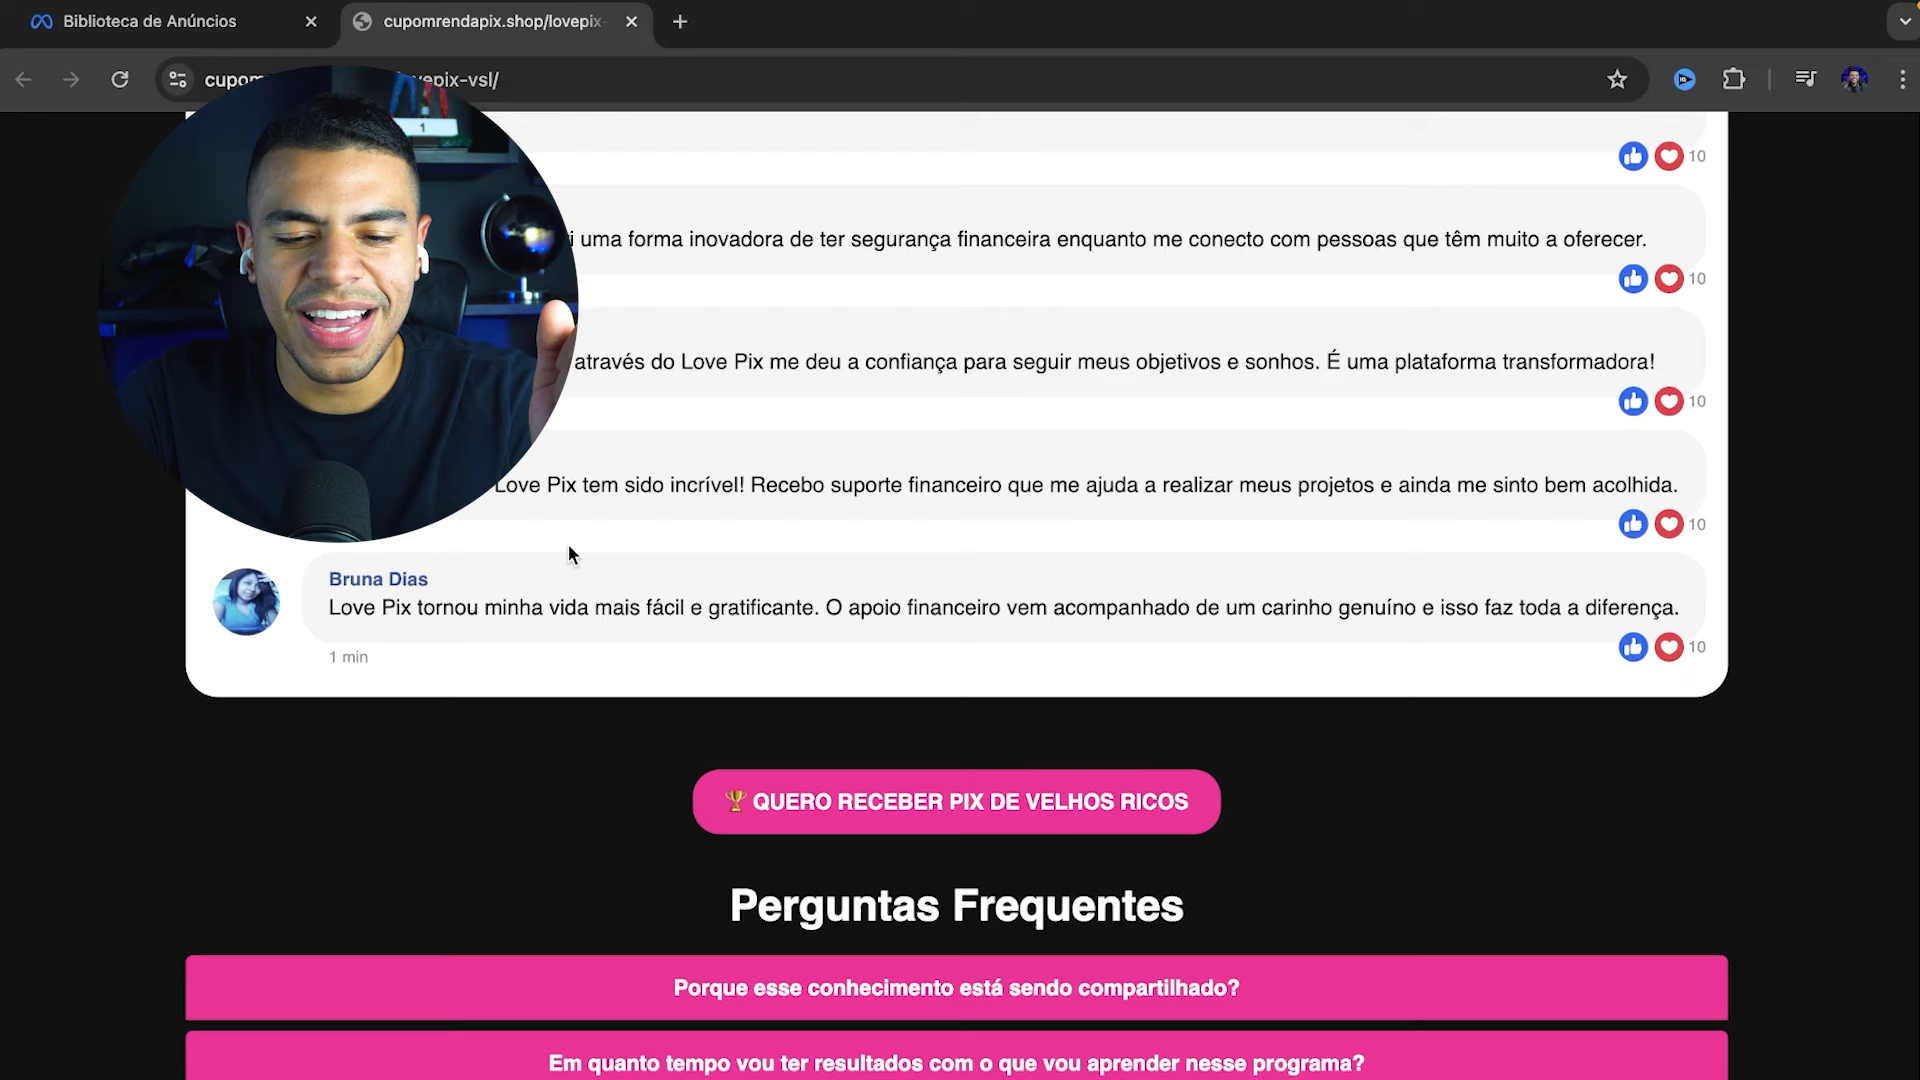 Biblioteca de Anúncios
cupomrendapix.shop/lovepix-
vepix-vsl/
1
10
uma forma inovadora de ter segurança financeira enquanto me conecto com pessoas que têm muito a oferecer.
10
através do Love Pix me deu a confiança para seguir meus objetivos e sonhos. É uma plataforma transformadora!
10
Love Pix tem sido incrível! Recebo suporte financeiro que me ajuda a realizar meus projetos e ainda me sinto bem acolhida.
10
Bruna Dias
Love Pix tornou minha vida mais fácil e gratificante. O apoio financeiro vem acompanhado de um carinho genuíno e isso faz toda a diferença.
1 min
10
🏆 QUERO RECEBER PIX DE VELHOS RICOS
Perguntas Frequentes
Porque esse conhecimento está sendo compartilhado?
Em quanto tempo vou ter resultados com o que vou aprender nesse programa?